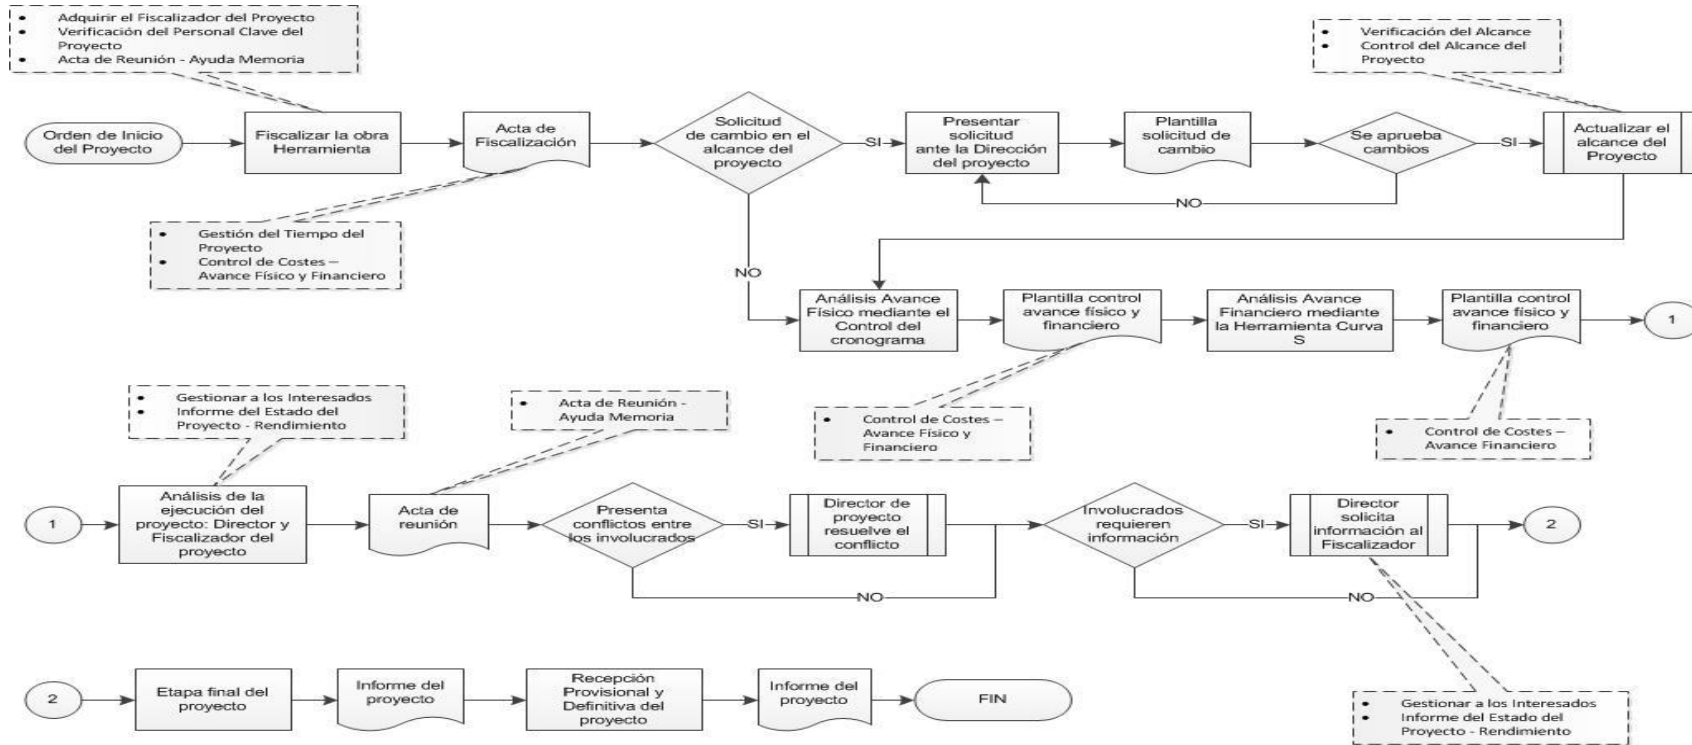 • Adquirir el Fiscalizador del Proyecto
• Verificación del Personal Clave del
Proyecto
• Acta de Reunión - Ayuda Memoria
• Verificación del Alcance
• Control del Alcance del
Proyecto
Orden de Inicio
del Proyecto
Fiscalizar la obra
Herramienta
Acta de
Fiscalización
Solicitud
de cambio en el
alcance del
proyecto
SI
Presentar
solicitud
ante la Dirección
del proyecto
Plantilla
solicitud de
cambio
Se aprueba
cambios
SI
Actualizar el
alcance del
Proyecto
NO
• Gestión del Tiempo del
Proyecto
• Control de Costes –
Avance Físico y Financiero
NO
Análisis Avance
Físico mediante el
Control del
cronograma
Plantilla control
avance físico y
financiero
Análisis Avance
Financiero mediante
la Herramienta Curva
S
Plantilla control
avance físico y
financiero
1
• Gestionar a los Interesados
• Informe del Estado del
Proyecto - Rendimiento
• Acta de Reunión -
Ayuda Memoria
• Control de Costes –
Avance Físico y
Financiero
• Control de Costes –
Avance Financiero
1
Análisis de la
ejecución del
proyecto: Director y
Fiscalizador del
proyecto
Acta de
reunión
Presenta
conflictos entre
los involucrados
SI
Director de
proyecto
resuelve el
conflicto
Involucrados
requieren
información
SI
Director
solicita
información al
Fiscalizador
2
NO
NO
2
Etapa final del
proyecto
Informe del
proyecto
Recepción
Provisional y
Definitiva del
proyecto
Informe del
proyecto
FIN
• Gestionar a los Interesados
• Informe del Estado del
Proyecto - Rendimiento